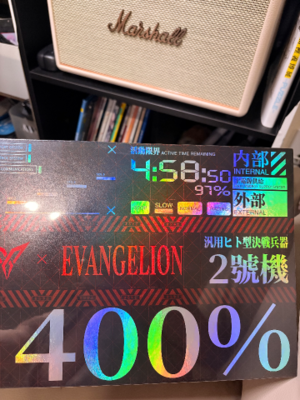 Marshall
活動限界 ACTIVE TIME REMAINING
4:58:50
97%
内部
INTERNAL
SLOW
外部
EXTERNAL
EVANGELION
汎用ヒト型決戦兵器
2號機
400%